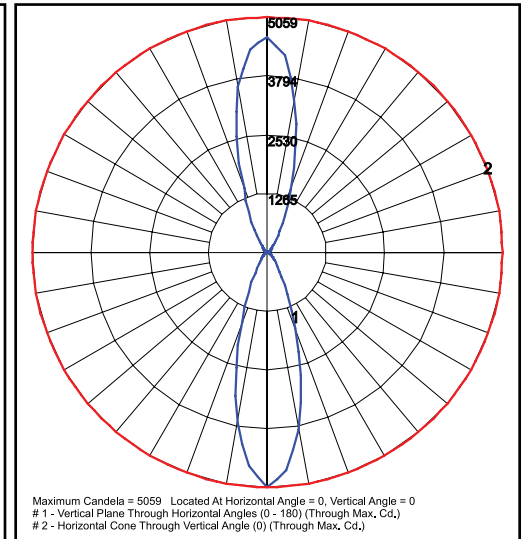 5059
3794
2530
1265
2
1
Maximum Candela = 5059 Located At Horizontal Angle = 0, Vertical Angle = 0
# 1 - Vertical Plane Through Horizontal Angles (0 - 180) (Through Max. Cd.)
# 2 - Horizontal Cone Through Vertical Angle (0) (Through Max. Cd.)